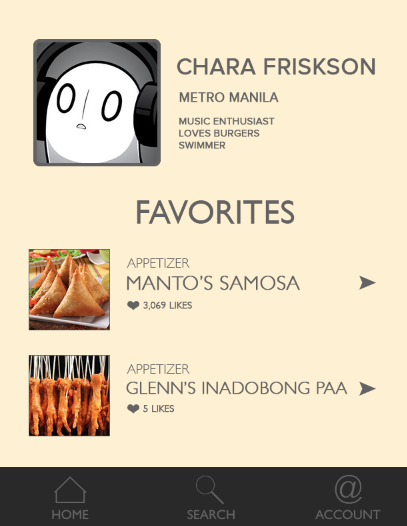 CHARA FRISKSON
METRO MANILA
MUSIC ENTHUSIAST
LOVES BURGERS
SWIMMER
FAVORITES
APPETIZER
MANTO'S SAMOSA
3,069 LIKES
APPETIZER
GLENN'S INADOBONG PAA
5 LIKES
HOME SEARCH ACCOUNT